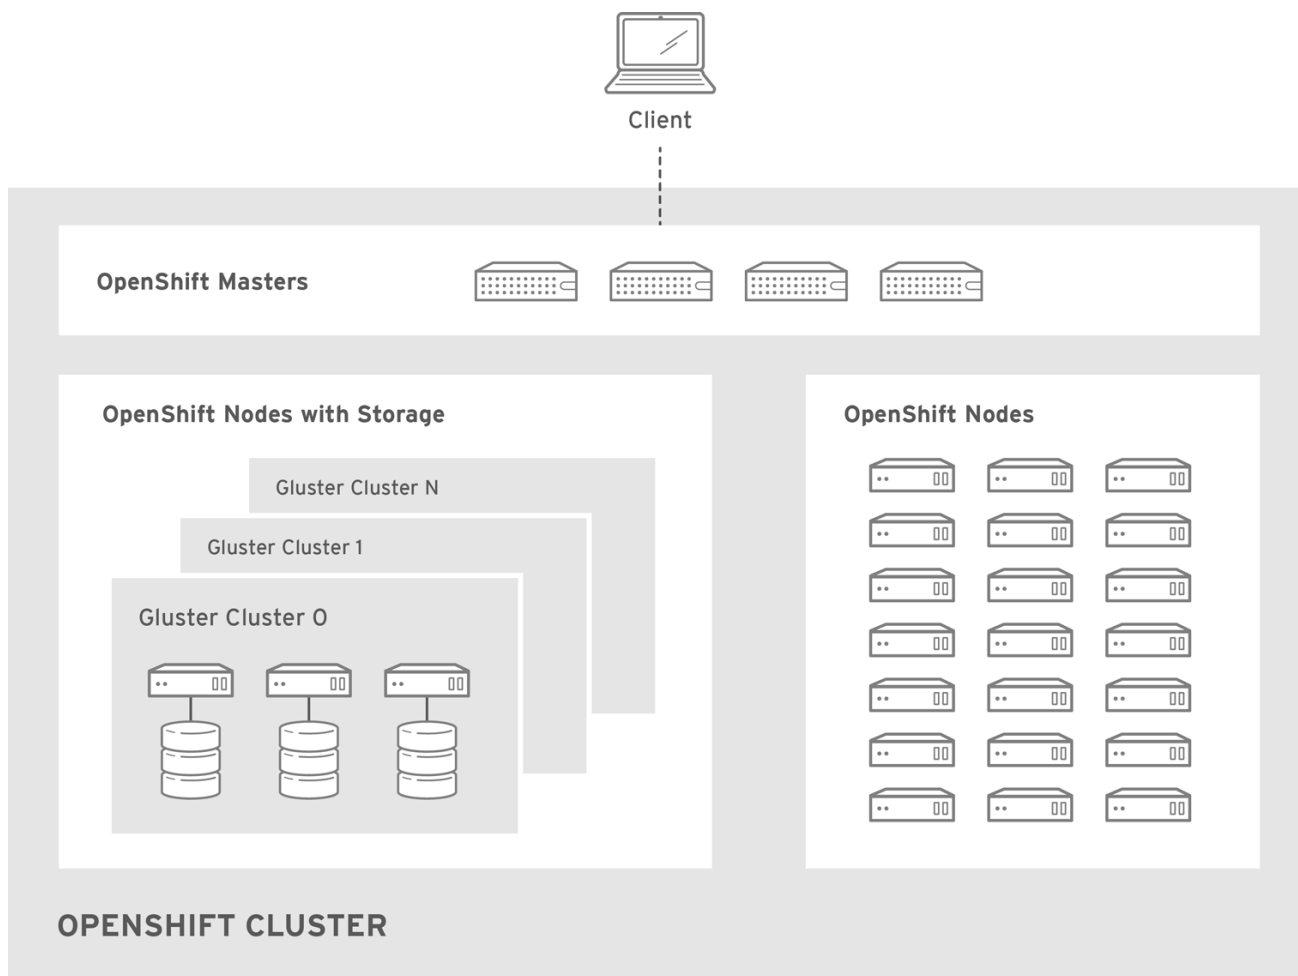 Client
OpenShift Masters
OpenShift Nodes with Storage
Gluster Cluster N
Gluster Cluster 1
Gluster Cluster 0
OpenShift Nodes
OPENSHIFT CLUSTER